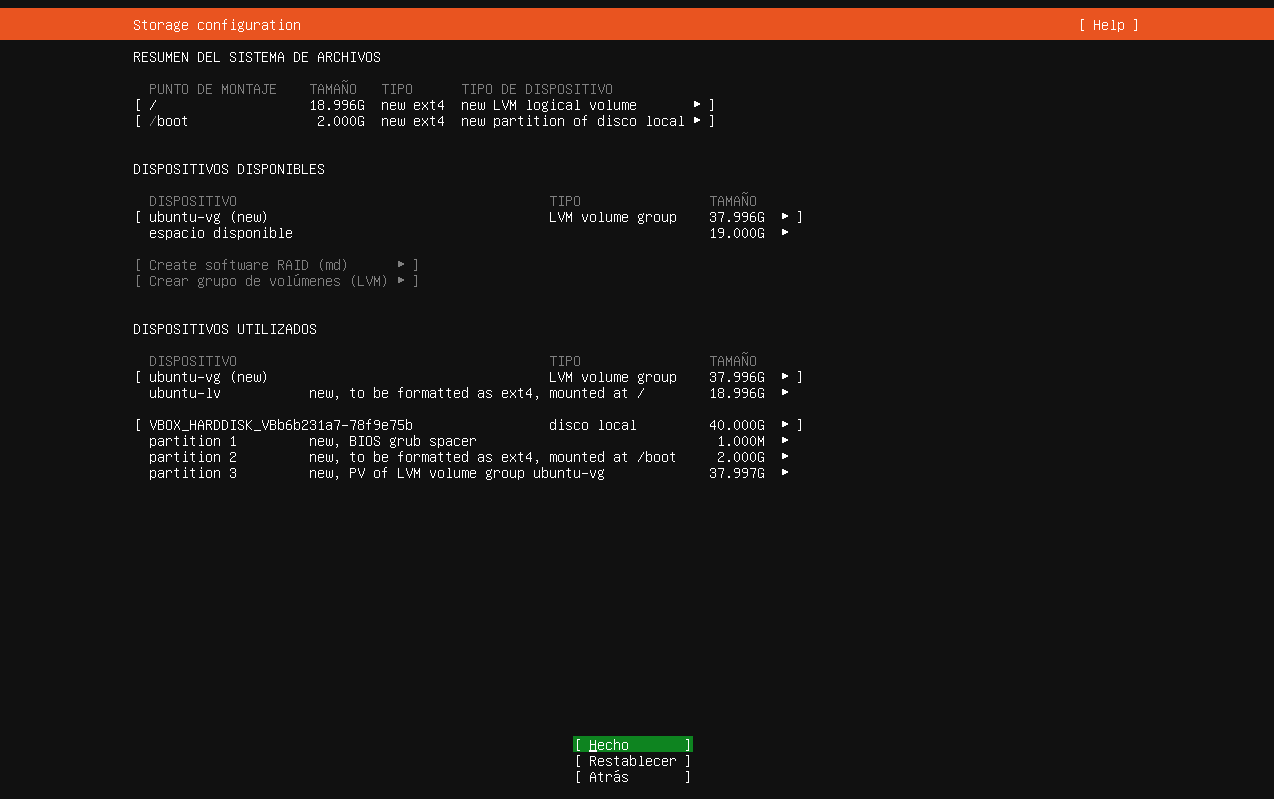 Storage configuration [ Help ]
RESUMEN DEL SISTEMA DE ARCHIVOS
PUNTO DE MONTAJE TAMAÑO TIPO TIPO DE DISPOSITIVO
[ / 18.996G new ext4 new LVM logical volume ▸ ]
[ /boot 2.000G new ext4 new partition of disco local ▸ ]
DISPOSITIVOS DISPONIBLES
DISPOSITIVO TIPO TAMAÑO
[ ubuntu-vg (new) LVM volume group 37.996G ▸ ]
espacio disponible 19.000G ▸
[ Create software RAID (md) ▸ ]
[ Crear grupo de volúmenes (LVM) ▸ ]
DISPOSITIVOS UTILIZADOS
DISPOSITIVO TIPO TAMAÑO
[ ubuntu-vg (new) LVM volume group 37.996G ▸ ]
ubuntu-lv new, to be formatted as ext4, mounted at / 18.996G ▸
[ VBOX_HARDDISK_VBb6b231a7-78f9e75b disco local 40.000G ▸ ]
partition 1 new, BIOS grub spacer 1.000M ▸
partition 2 new, to be formatted as ext4, mounted at /boot 2.000G ▸
partition 3 new, PV of LVM volume group ubuntu-vg 37.997G ▸
[ Hecho ]
[ Restablecer ]
[ Atrás ]